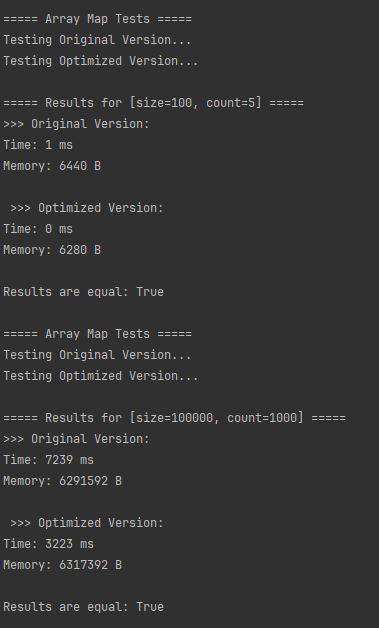 ===== Array Map Tests =====
Testing Original Version...
Testing Optimized Version...
===== Results for [size=100, count=5] =====
>>> Original Version:
Time: 1 ms
Memory: 6440 B
>>> Optimized Version:
Time: 0 ms
Memory: 6280 B
Results are equal: True
===== Array Map Tests =====
Testing Original Version...
Testing Optimized Version...
===== Results for [size=100000, count=1000] =====
>>> Original Version:
Time: 7239 ms
Memory: 6291592 B
>>> Optimized Version:
Time: 3223 ms
Memory: 6317392 B
Results are equal: True